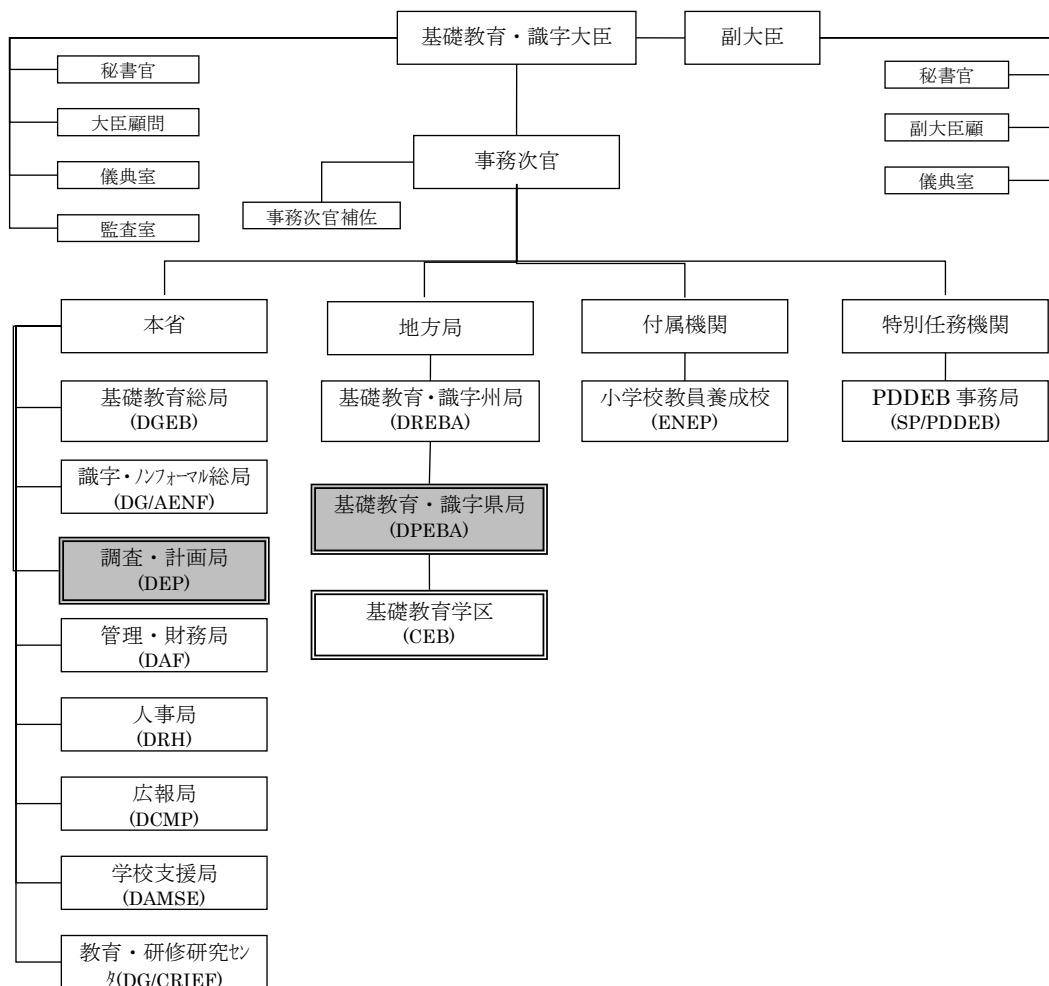 基礎教育・識字大臣
副大臣
秘書官
大臣顧問
儀典室
監査室
秘書官
副大臣顧
儀典室
事務次官
事務次官補佐
本省
地方局
付属機関
特別任務機関
基礎教育総局
(DGEB)
識字・ﾉﾝﾌｫｰﾏﾙ総局
(DG/AENF)
調査・計画局
(DEP)
管理・財務局
(DAF)
人事局
(DRH)
広報局
(DCMP)
学校支援局
(DAMSE)
教育・研修研究ｾﾝ
ﾀ(DG/CRIEF)
基礎教育・識字州局
(DREBA)
基礎教育・識字県局
(DPEBA)
基礎教育学区
(CEB)
小学校教員養成校
(ENEP)
PDDEB 事務局
(SP/PDDEB)